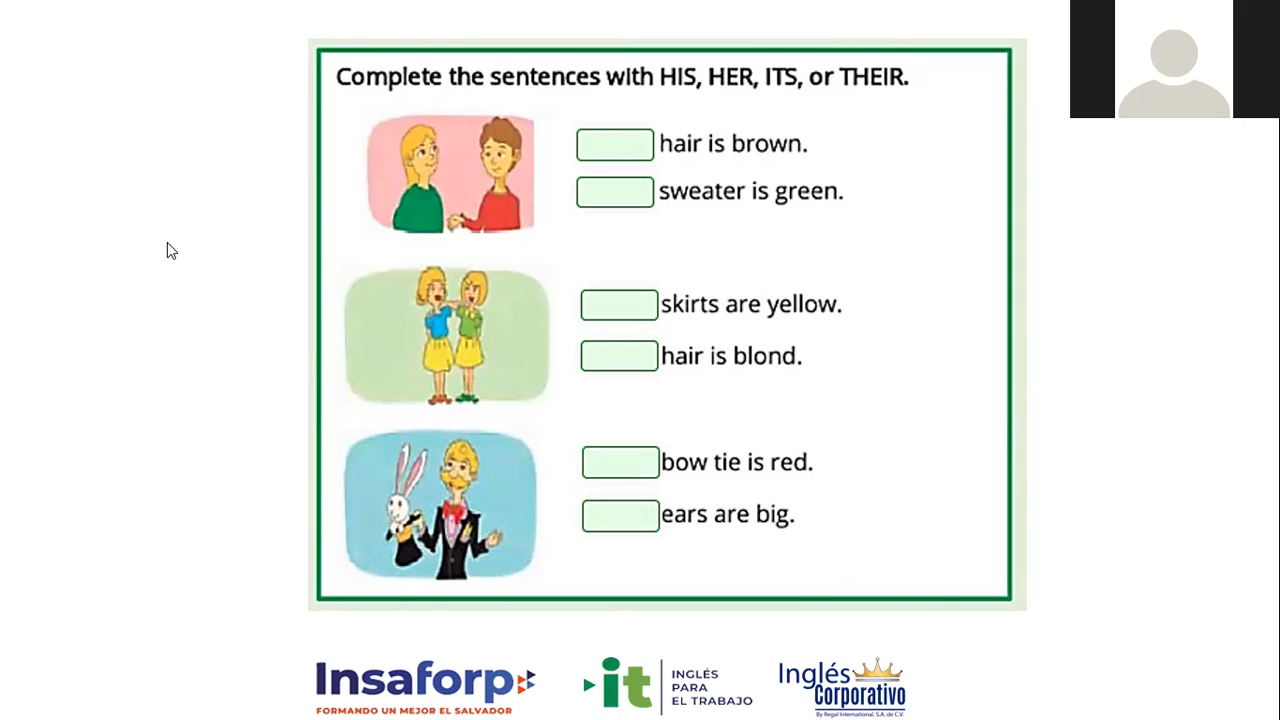 Complete the sentences with HIS, HER, ITS, or THEIR.
hair is brown.
sweater is green.
skirts are yellow.
hair is blond.
bow tie is red.
ears are big.
Insaforp
FORMANDO UN MEJOR EL SALVADOR
it
INGLÉS
PARA
EL TRABAJO
Inglés
Corporativo
By Regal International, S.A. de C.V.